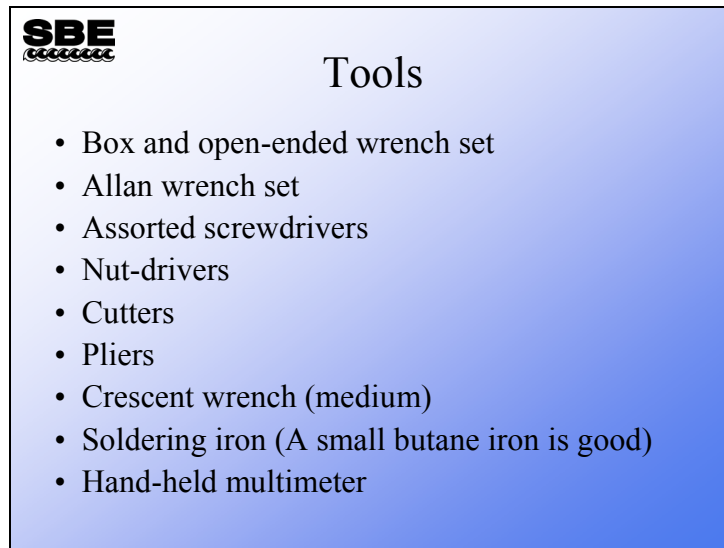 SBE
Tools
• Box and open-ended wrench set
• Allan wrench set
• Assorted screwdrivers
• Nut-drivers
• Cutters
• Pliers
• Crescent wrench (medium)
• Soldering iron (A small butane iron is good)
• Hand-held multimeter